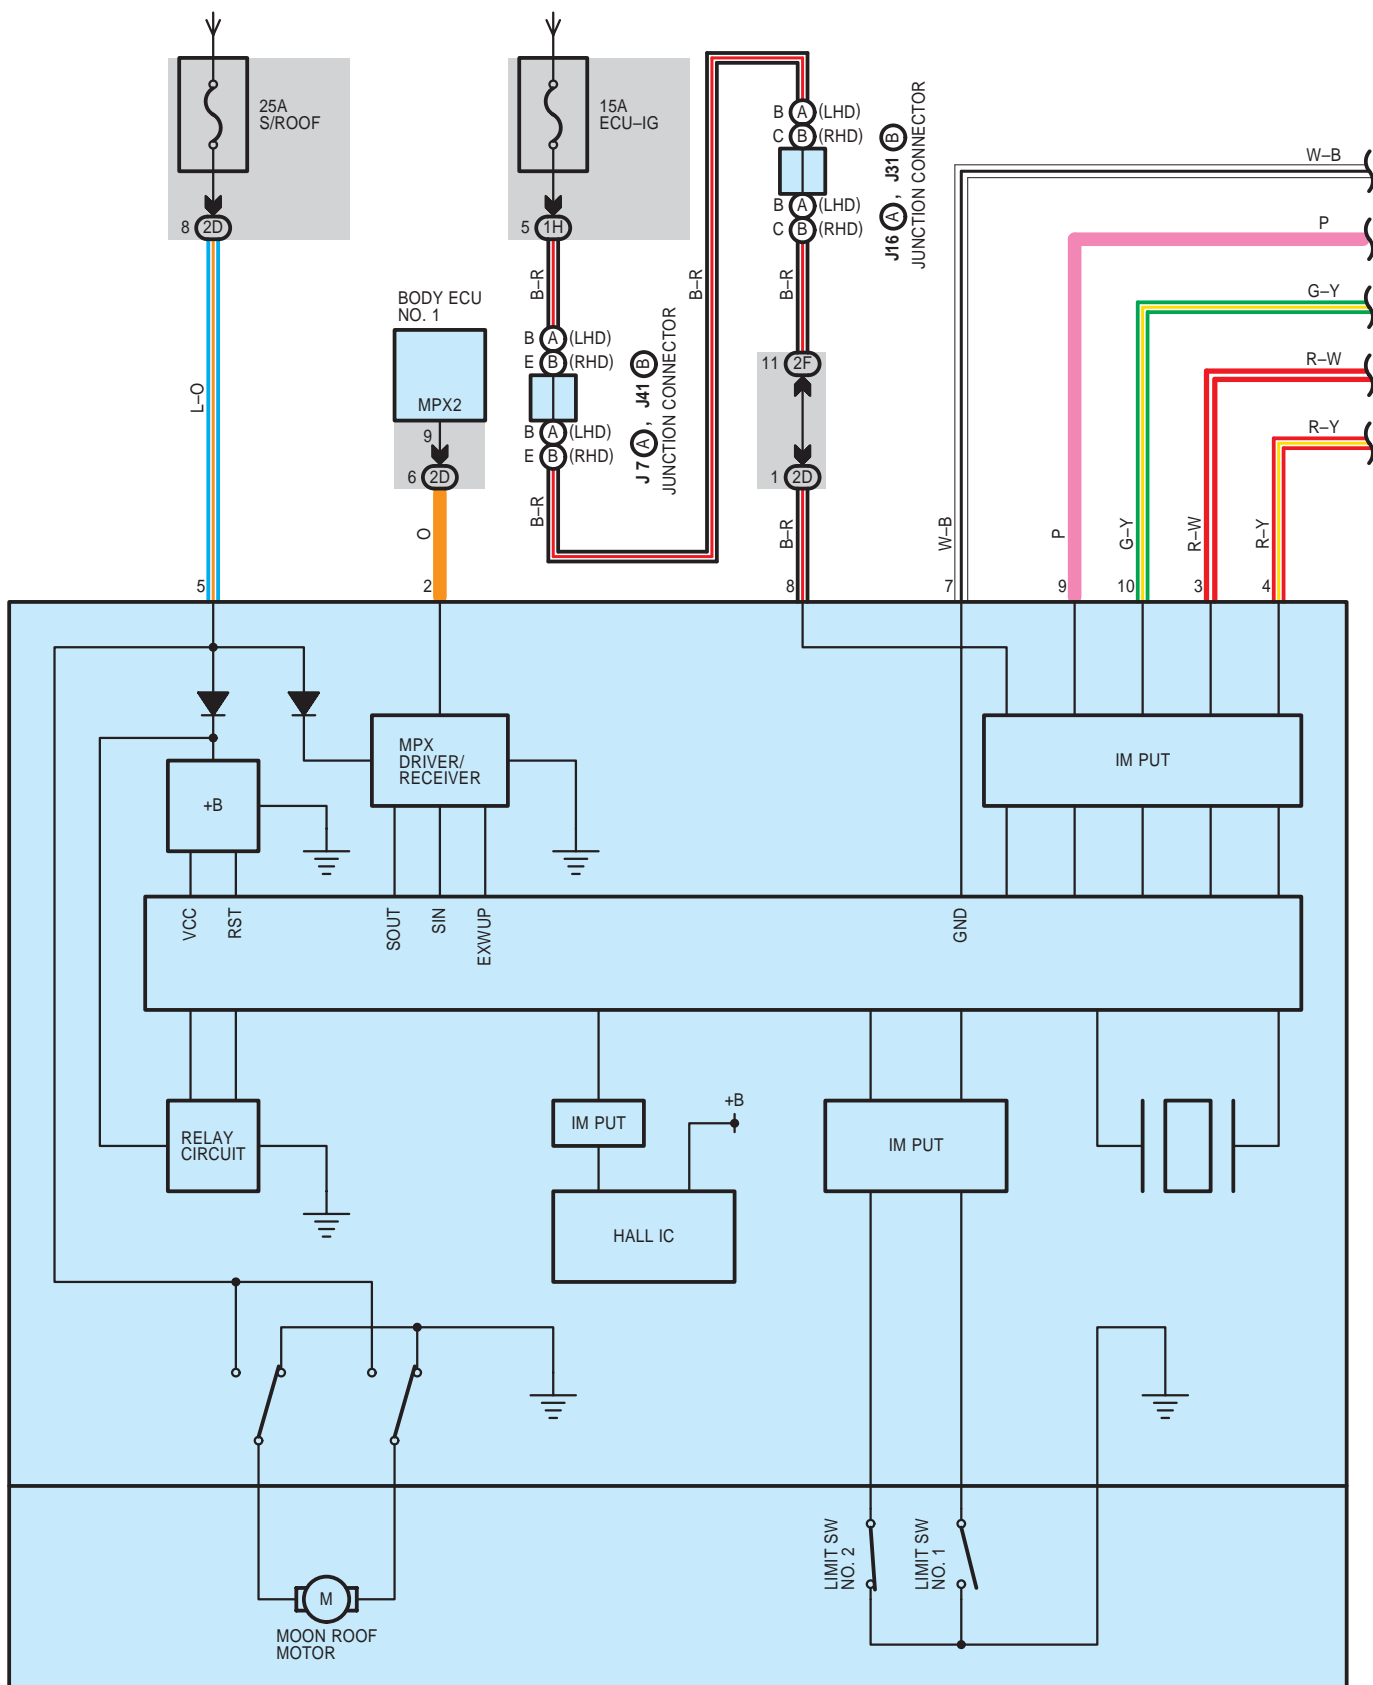 25A
S/ROOF
8 2D
15A
ECU–IG
5 1H
B A (LHD)
C B (RHD)
B A (LHD)
C B (RHD)
J16 A , J31 B
JUNCTION CONNECTOR
W–B
P
G–Y
R–W
R–Y
B–R
B–R
B–R
BODY ECU
NO. 1
MPX2
9
6 2D
B A (LHD)
E B (RHD)
B A (LHD)
E B (RHD)
J 7 A , J41 B
JUNCTION CONNECTOR
11 2F
1 2D
L–O
O
B–R
B–R
W–B
P
G–Y
R–W
R–Y
5
2
8
7
9
10
3
4
MPX
DRIVER/
RECEIVER
IM PUT
+B
VCC
RST
SOUT
SIN
EXWUP
GND
RELAY
CIRCUIT
IM PUT
+B
IM PUT
HALL IC
LIMIT SW
NO. 2
LIMIT SW
NO. 1
M
MOON ROOF
MOTOR